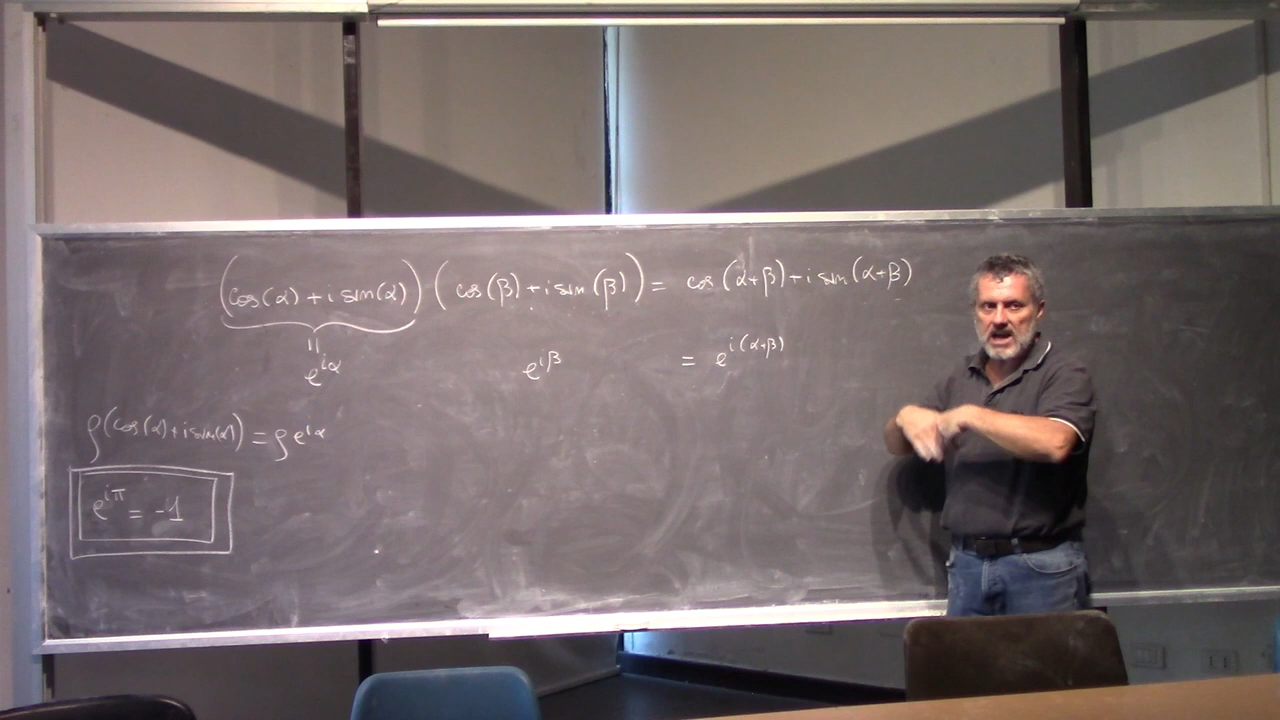 (cos(α) + i sin(α)) (cos(β) + i sin(β)) = cos(α+β) + i sin(α+β)
=
e^{iα} e^{iβ} = e^{i(α+β)}
ρ(cos(α) + i sin(α)) = ρ e^{iα}
e^{iπ} = -1